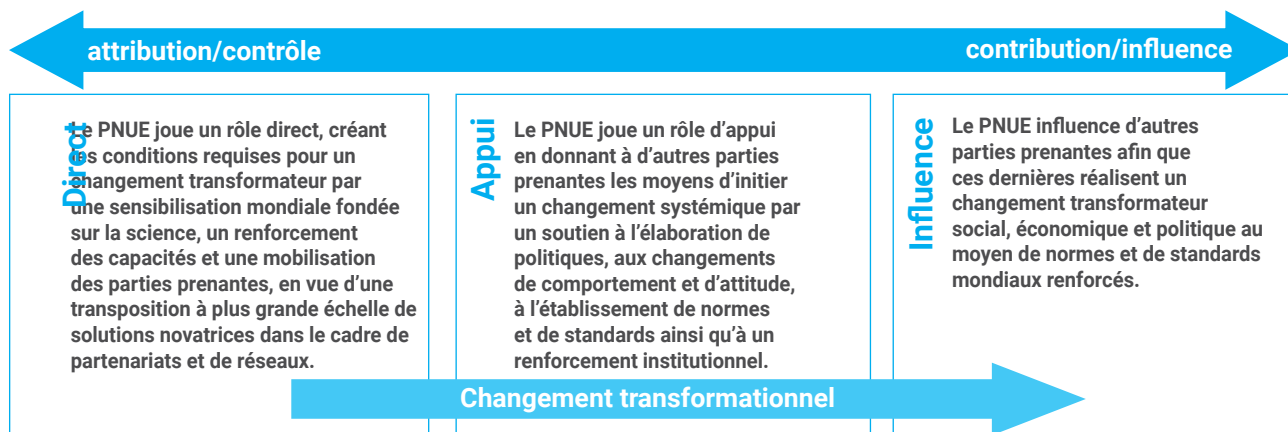 attribution/contrôle
contribution/influence
Direct
Le PNUE joue un rôle direct, créant
les conditions requises pour un
changement transformateur par
une sensibilisation mondiale fondée
sur la science, un renforcement
des capacités et une mobilisation
des parties prenantes, en vue d'une
transposition à plus grande échelle de
solutions novatrices dans le cadre de
partenariats et de réseaux.
Appui
Le PNUE joue un rôle d'appui
en donnant à d'autres parties
prenantes les moyens d'initier
un changement systémique par
un soutien à l'élaboration de
politiques, aux changements
de comportement et d'attitude,
à l'établissement de normes
et de standards ainsi qu'à un
renforcement institutionnel.
Influence
Le PNUE influence d'autres
parties prenantes afin que
ces dernières réalisent un
changement transformateur
social, économique et politique au
moyen de normes et de standards
mondiaux renforcés.
Changement transformationnel